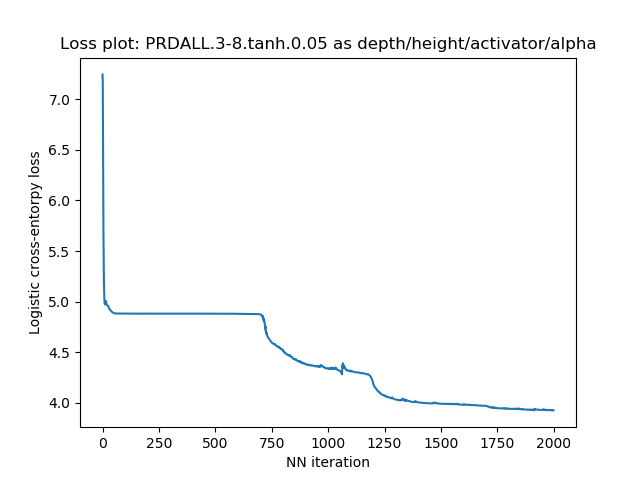 Loss plot: PRDALL.3-8.tanh.0.05 as depth/height/activator/alpha
7.0
6.5
6.0
5.5
5.0
4.5
4.0
Logistic cross-entorpy loss
0 250 500 750 1000 1250 1500 1750 2000
NN iteration